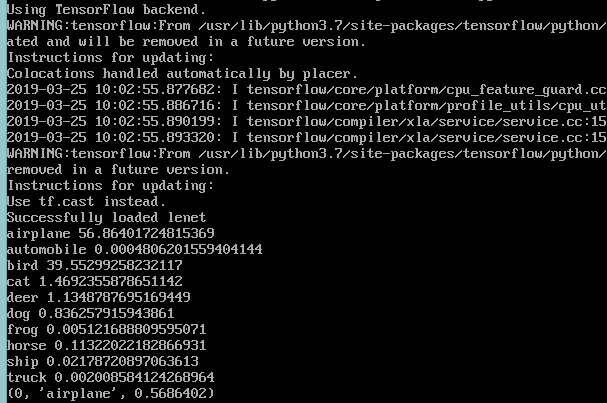 Using TensorFlow backend.
WARNING:tensorflow:From /usr/lib/python3.7/site-packages/tensorflow/python/
ated and will be removed in a future version.
Instructions for updating:
Colocations handled automatically by placer.
2019-03-25 10:02:55.877682: I tensorflow/core/platform/cpu_feature_guard.cc
2019-03-25 10:02:55.886716: I tensorflow/core/platform/profile_utils/cpu_ut
2019-03-25 10:02:55.890199: I tensorflow/compiler/xla/service/service.cc:15
2019-03-25 10:02:55.893320: I tensorflow/compiler/xla/service/service.cc:15
WARNING:tensorflow:From /usr/lib/python3.7/site-packages/tensorflow/python/
removed in a future version.
Instructions for updating:
Use tf.cast instead.
Successfully loaded lenet
airplane 56.86401724815369
automobile 0.0004806201559404144
bird 39.55299258232117
cat 1.4692355878651142
deer 1.1348787695169449
dog 0.836257915943861
frog 0.005121688809595071
horse 0.11322022182866931
ship 0.02178720897063613
truck 0.002008584124268964
(0, 'airplane', 0.5686402)